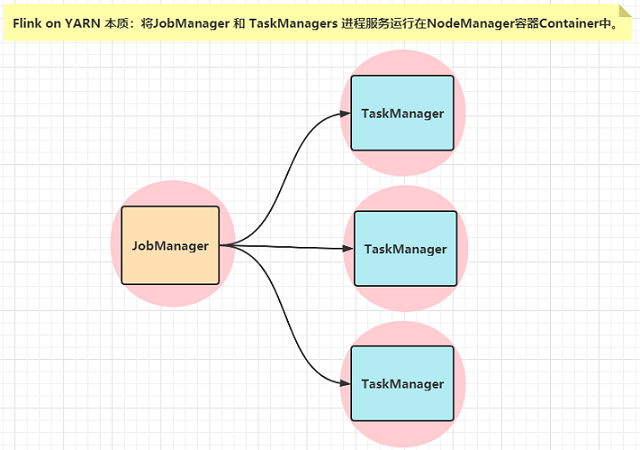 Flink on YARN 本质：将JobManager 和 TaskManagers 进程服务运行在NodeManager容器Container中。
TaskManager
JobManager
TaskManager
TaskManager